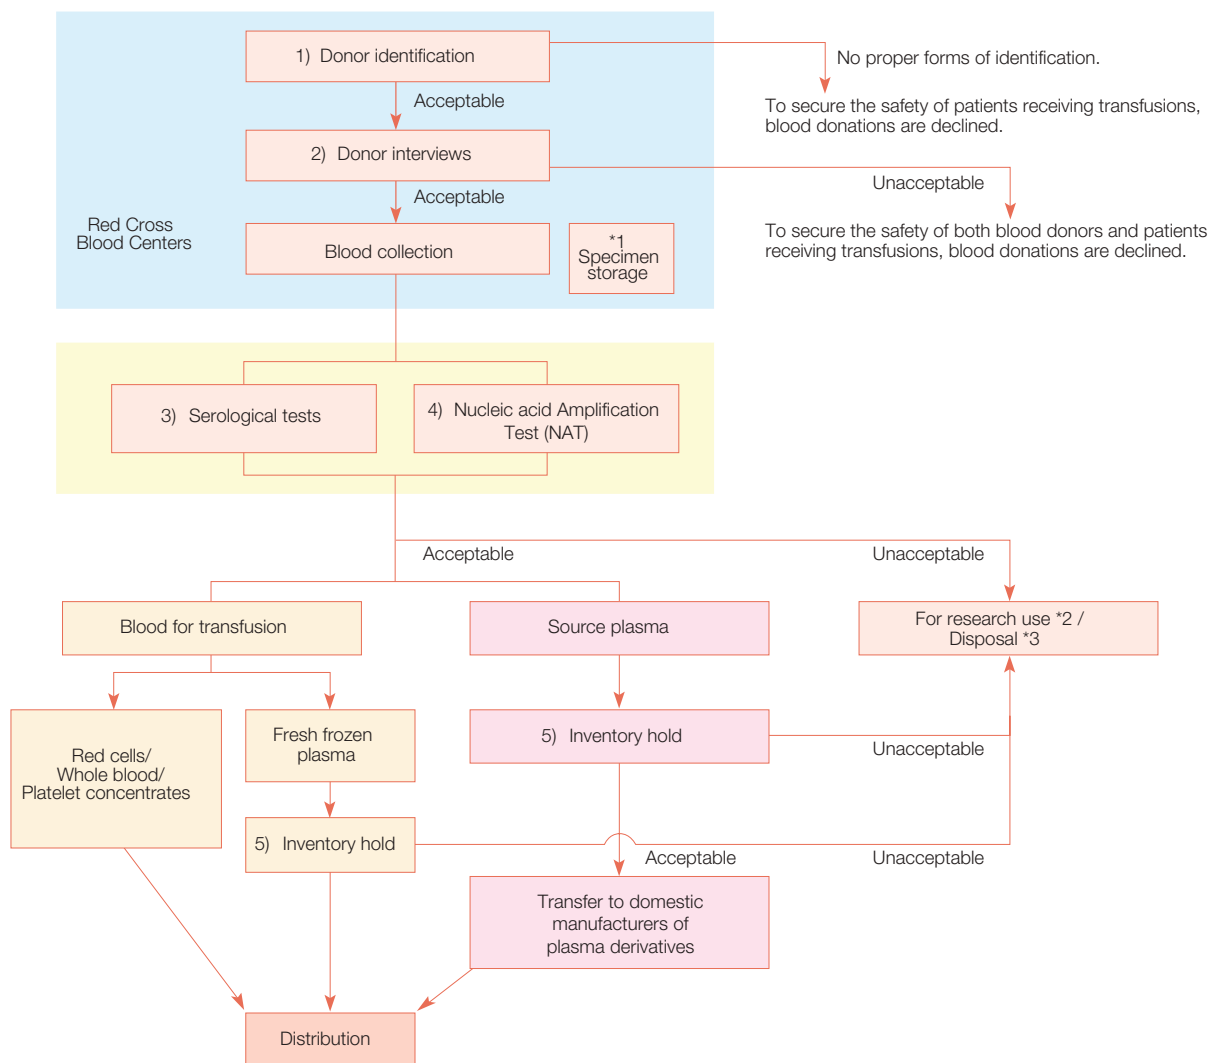 1) Donor identification
No proper forms of identification.
Acceptable
To secure the safety of patients receiving transfusions,
blood donations are declined.
2) Donor interviews
Unacceptable
Acceptable
Red Cross
Blood Centers
Blood collection
*1
Specimen
storage
To secure the safety of both blood donors and patients
receiving transfusions, blood donations are declined.
3) Serological tests
4) Nucleic acid Amplification
Test (NAT)
Acceptable
Unacceptable
Blood for transfusion
Source plasma
For research use *2 /
Disposal *3
Red cells/
Whole blood/
Platelet concentrates
Fresh frozen
plasma
5) Inventory hold
Unacceptable
5) Inventory hold
Acceptable
Unacceptable
Transfer to domestic
manufacturers of
plasma derivatives
Distribution